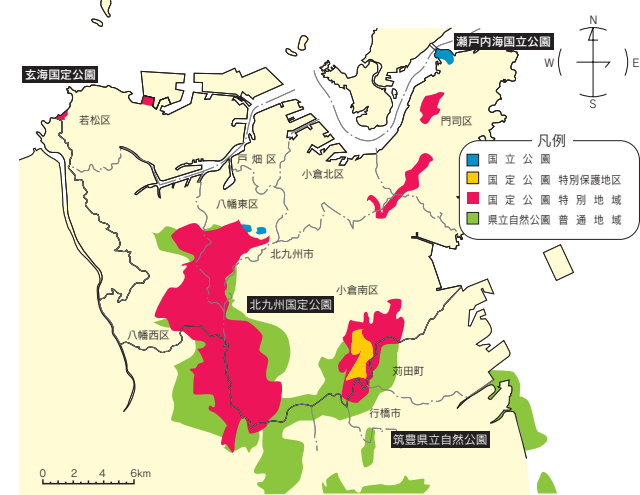 N
瀬戸内海国立公園
W
E
S
玄海国定公園
若松区
門司区
凡例
国立公園
国定公園 特別保護地区
国定公園 特別地域
県立自然公園 普通地域
戸畑区
小倉北区
八幡東区
北九州市
小倉南区
北九州国定公園
八幡西区
苅田町
行橋市
筑豊県立自然公園
0 2 4 6km